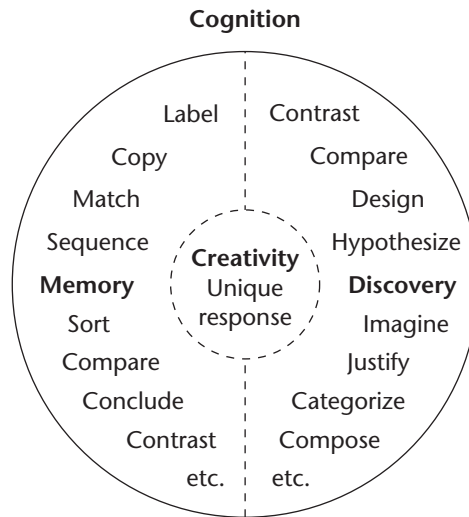 Cognition
Label
Copy
Match
Sequence
Memory
Sort
Compare
Conclude
Contrast
etc.
Creativity
Unique
response
Contrast
Compare
Design
Hypothesize
Discovery
Imagine
Justify
Categorize
Compose
etc.